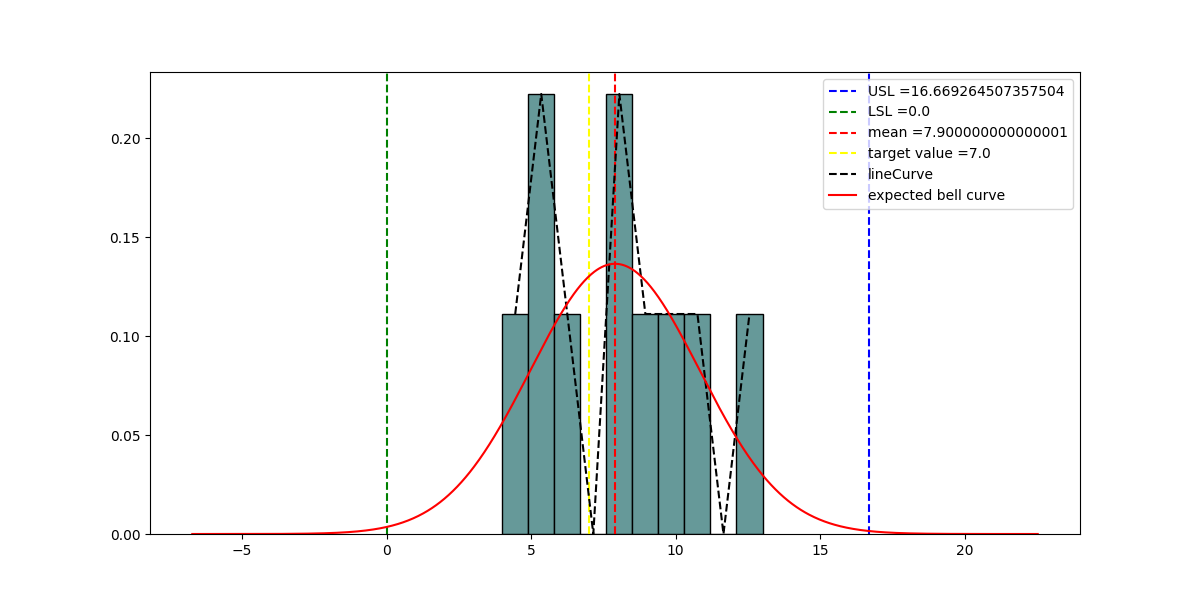 USL =16.669264507357504
LSL =0.0
mean =7.900000000000001
target value =7.0
lineCurve
expected bell curve
0.20
0.15
0.10
0.05
0.00
−5 0 5 10 15 20